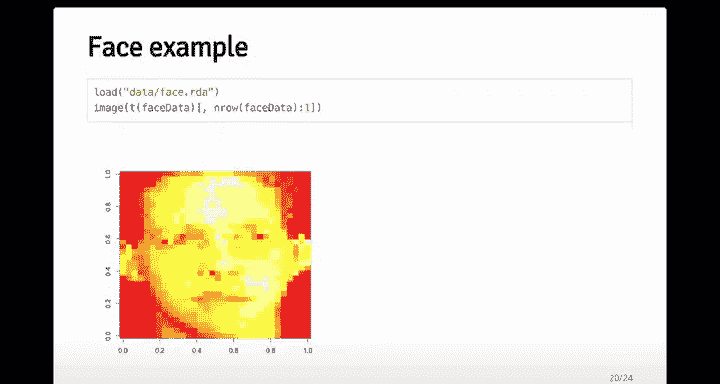 Face example
load("data/face.rda")
image(t(faceData)[, nrow(faceData):1])
0.0 0.2 0.4 0.6 0.8 1.0
0.0 0.2 0.4 0.6 0.8 1.0
20/24